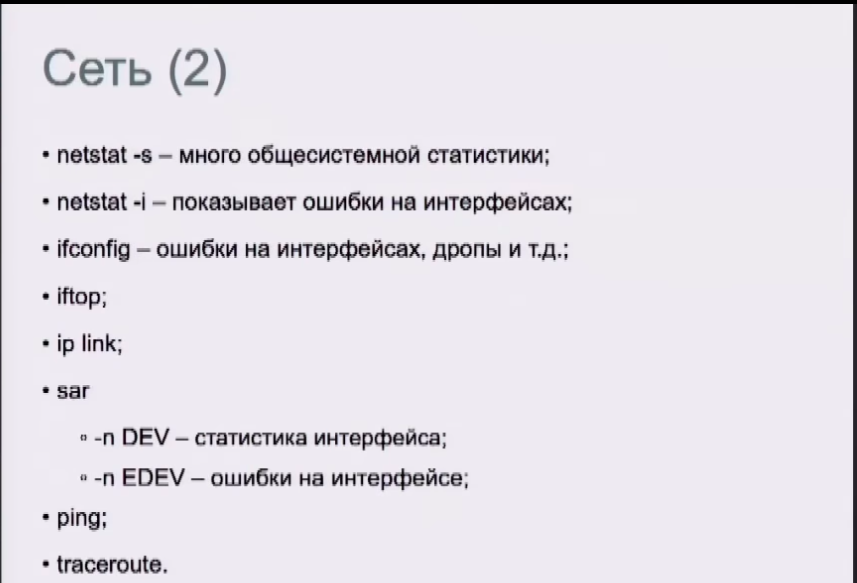 Сеть (2)
• netstat -s – много общесистемной статистики;
• netstat -i – показывает ошибки на интерфейсах;
• ifconfig – ошибки на интерфейсах, дропы и т.д.;
• iftop;
• ip link;
• sar
▫ -n DEV – статистика интерфейса;
▫ -n EDEV – ошибки на интерфейсе;
• ping;
• traceroute.